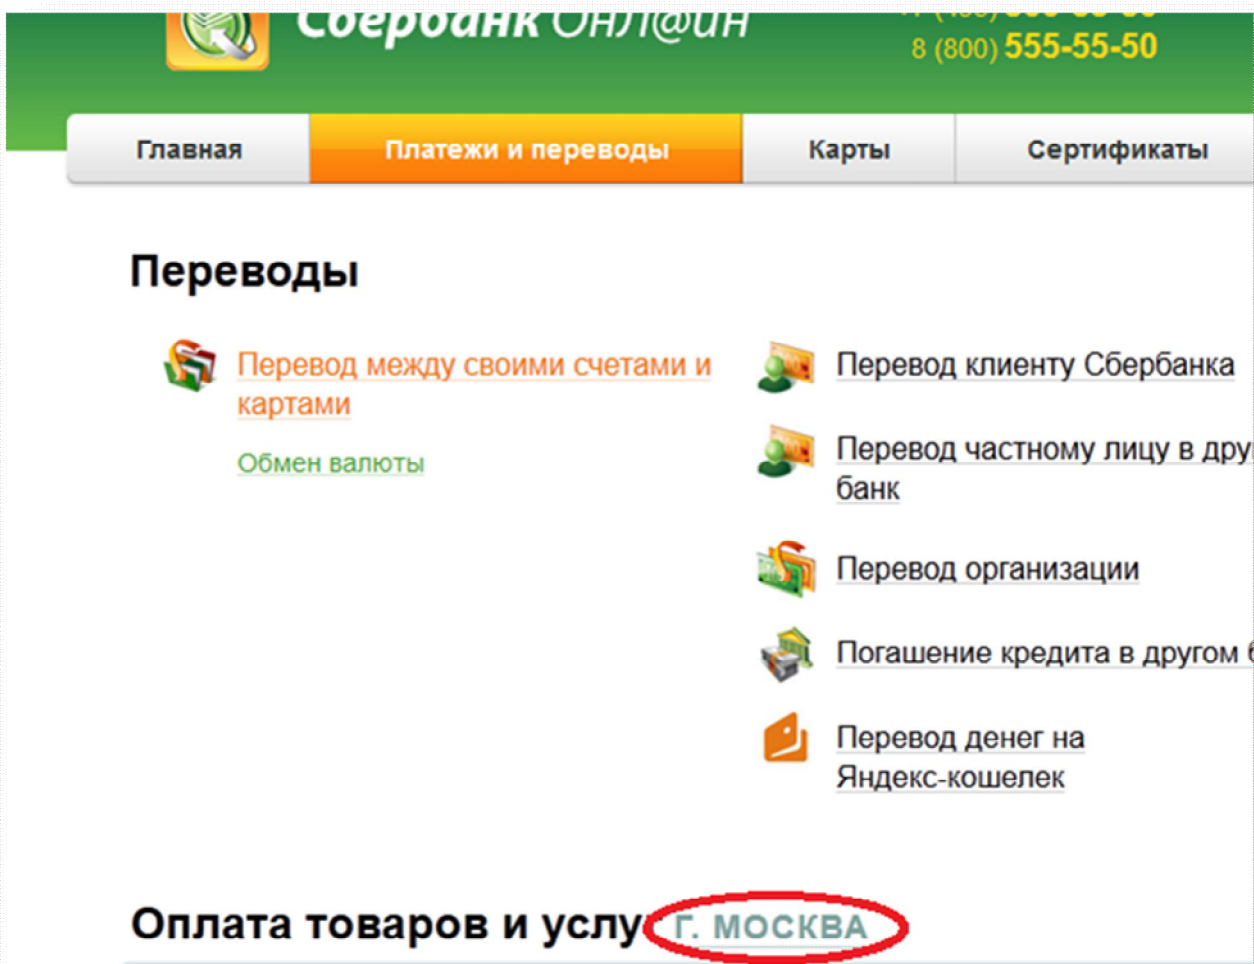 Сбербанк ОнЛ@йн
8 (800) 555-55-50
Главная
Платежи и переводы
Карты
Сертификаты
Переводы
Перевод между своими счетами и
картами
Обмен валюты
Перевод клиенту Сбербанка
Перевод частному лицу в дру
банк
Перевод организации
Погашение кредита в другом
Перевод денег на
Яндекс-кошелек
Оплата товаров и услу Г. МОСКВА